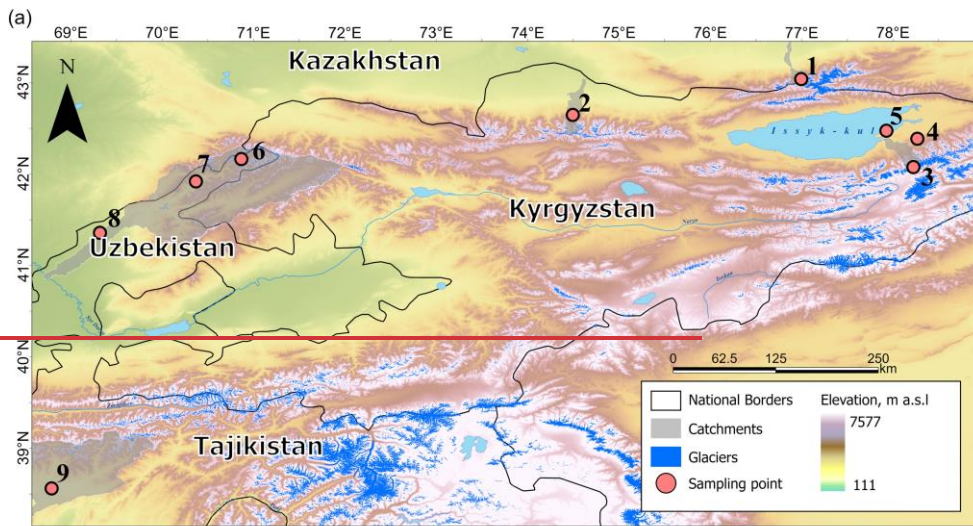 (a)
69°E 70°E 71°E 72°E 73°E 74°E 75°E 76°E 77°E 78°E
N
Kazakhstan
43°N
1
2
5
Issyk-kul
4
6
7
42°N
3
Kyrgyzstan
Naryn
8
Uzbekistan
41°N
40°N
0 62.5 125 250
km
National Borders
Elevation, m a.s.l
Catchments
7577
Glaciers
Sampling point
111
39°N
Tajikistan
9